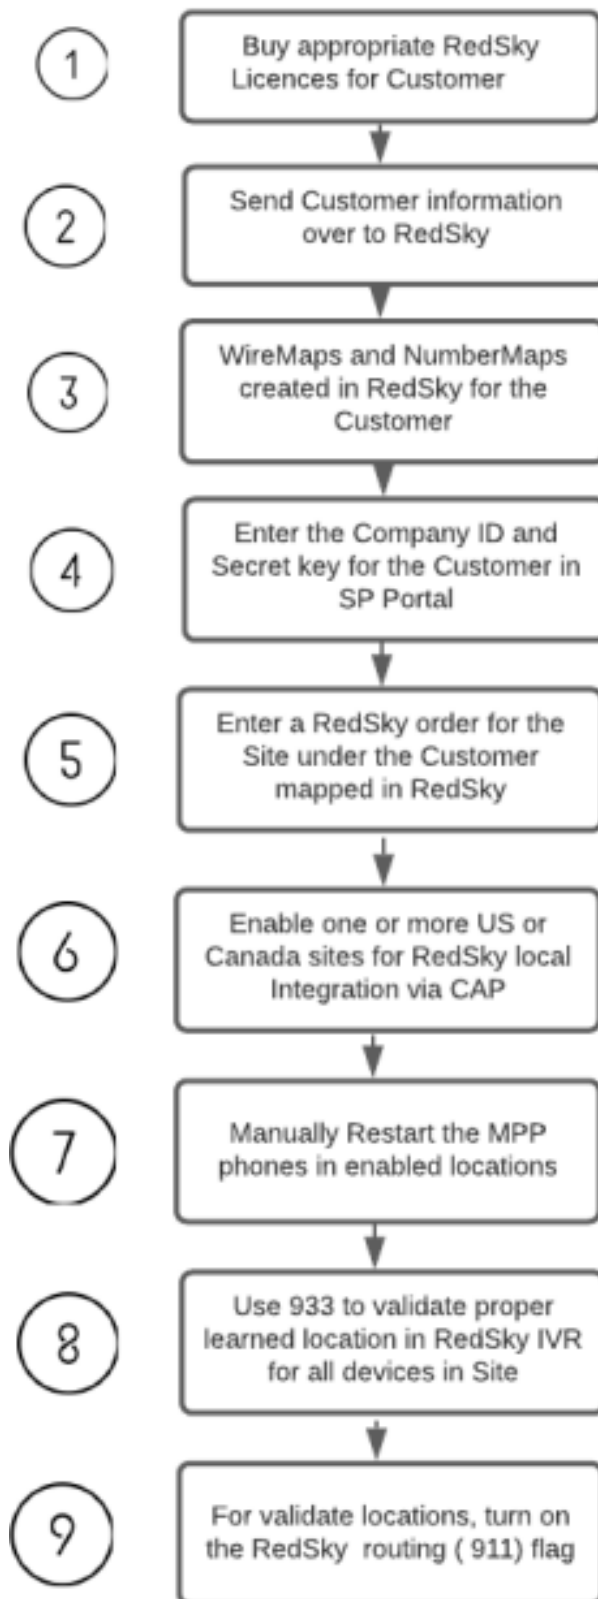 1
Buy appropriate RedSky
Licences for Customer
2
Send Customer information
over to RedSky
3
WireMaps and NumberMaps
created in RedSky for the
Customer
4
Enter the Company ID and
Secret key for the Customer in
SP Portal
5
Enter a RedSky order for the
Site under the Customer
mapped in RedSky
6
Enable one or more US or
Canada sites for RedSky local
Integration via CAP
7
Manually Restart the MPP
phones in enabled locations
8
Use 933 to validate proper
learned location in RedSky IVR
for all devices in Site
9
For validate locations, turn on
the RedSky routing ( 911) flag